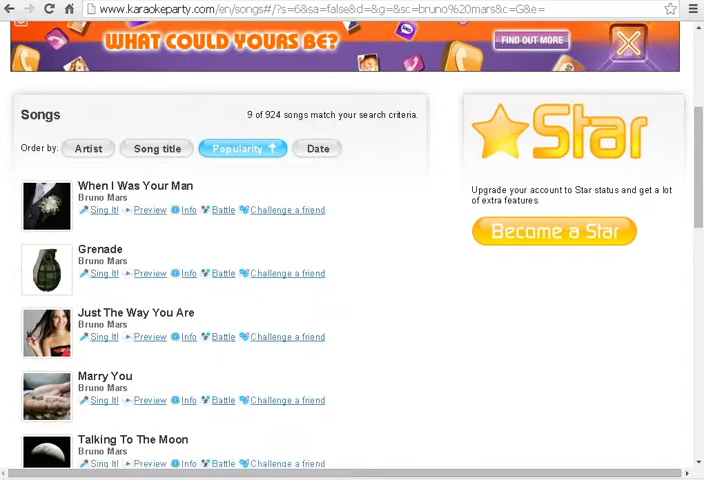 www.karaokeparty.com/en/songs#/?s=6&sa=false&d=&g=&sc=bruno%20mars&c=G&e=
WHAT COULD YOURS BE?
FIND OUT MORE
Songs
9 of 924 songs match your search criteria.
Order by: Artist Song title Popularity Date
When I Was Your Man
Bruno Mars
Sing It! Preview Info Battle Challenge a friend
Grenade
Bruno Mars
Sing It! Preview Info Battle Challenge a friend
Just The Way You Are
Bruno Mars
Sing It! Preview Info Battle Challenge a friend
Marry You
Bruno Mars
Sing It! Preview Info Battle Challenge a friend
Talking To The Moon
Bruno Mars
Sing It! Preview Info Battle Challenge a friend
Star
Upgrade your account to Star status and get a lot
of extra features.
Become a Star